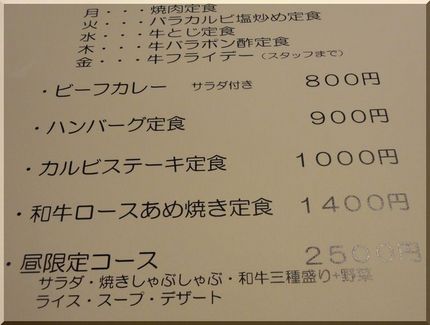 月・・・焼肉定食
火・・・バラカルビ塩炒め定食
水・・・牛とじ定食
木・・・牛バラポン酢定食
金・・・牛フライデー(スタッフまで)
・ビーフカレー サラダ付き 800円
・ハンバーグ定食 900円
・カルビステーキ定食 1000円
・和牛ロースあめ焼き定食 1400円
・昼限定コース 2500円
サラダ・焼きしゃぶしゃぶ・和牛三種盛り+野菜
ライス・スープ・デザート